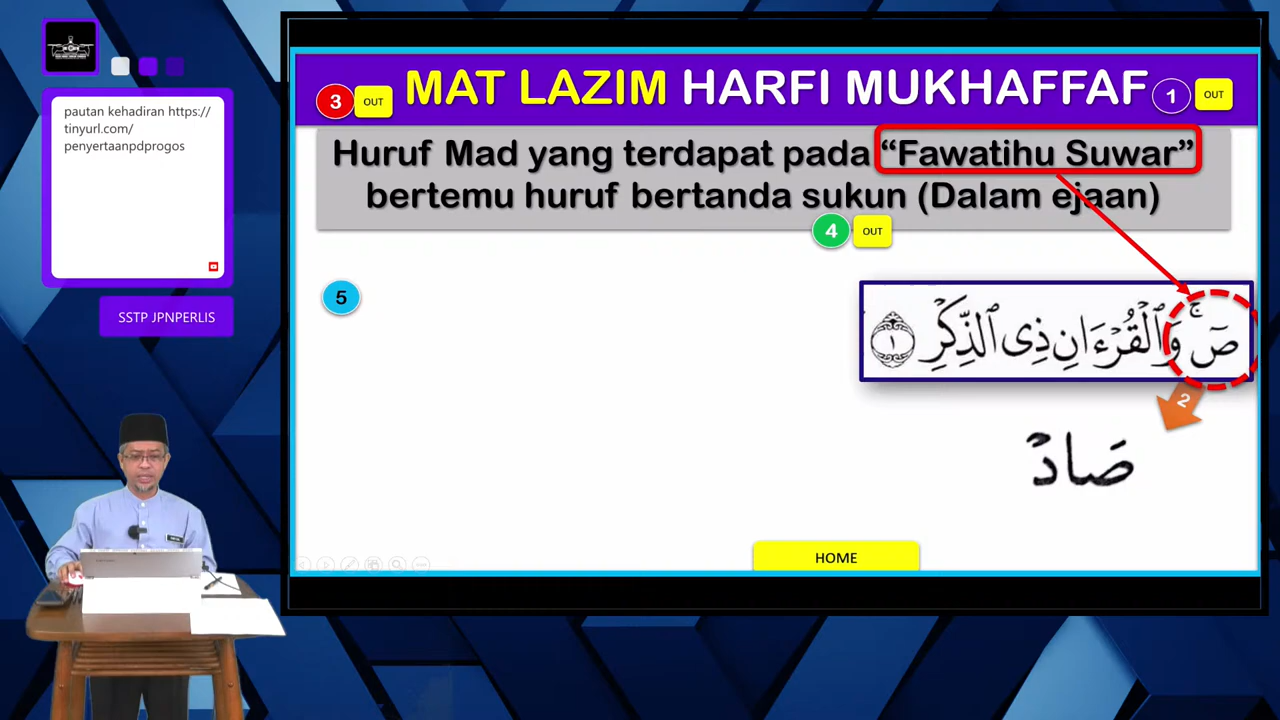 pautan kehadiran https://
tinyurl.com/
penyertaanpdprogos
SSTP JPNPERLIS
3 OUT MAT LAZIM HARFI MUKHAFFAF 1 OUT
Huruf Mad yang terdapat pada “Fawatihu Suwar”
bertemu huruf bertanda sukun (Dalam ejaan)
4 OUT
5
صٓ ۚ وَٱلْقُرْءَانِ ذِى ٱلذِّكْرِ ١
2
صَادْ
HOME